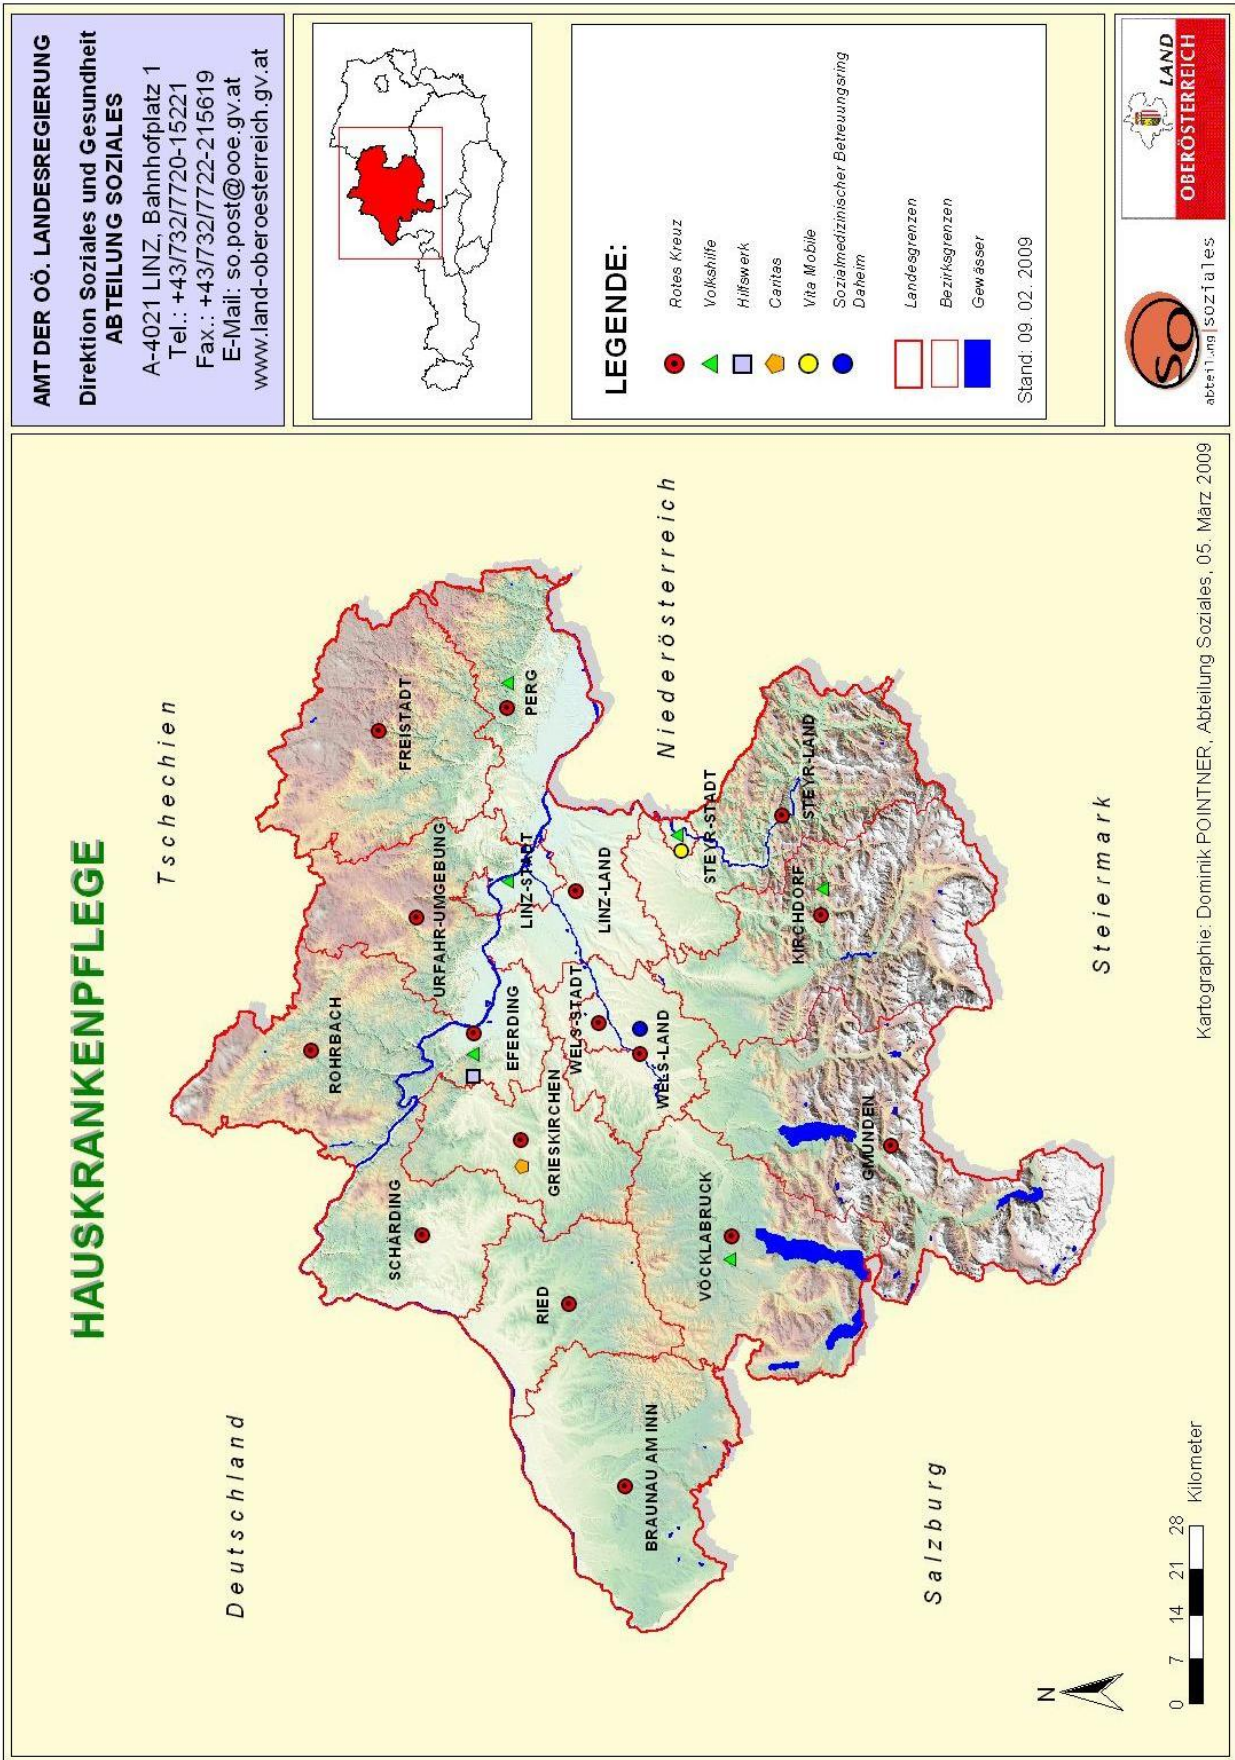 HAUSKRANKENPFLEGE
Tschechien
Deutschland
Niederösterreich
Salzburg
Steiermark
ROHRBACH
FREISTADT
URFAHR-UMGEBUNG
SCHÄRDING
EFERDING
PERG
LINZ-STADT
GRIESKIRCHEN
RIED
WELS-STADT
LINZ-LAND
BRAUNAU AM INN
WELS-LAND
VÖCKLABRUCK
STEYR-STADT
KIRCHDORF
STEYR-LAND
GMUNDEN
N
0 7 14 21 28
Kilometer
Kartographie: Dominik POINTNER, Abteilung Soziales, 05. März 2009
AMT DER OÖ. LANDESREGIERUNG
Direktion Soziales und Gesundheit
ABTEILUNG SOZIALES
A-4021 LINZ, Bahnhofplatz 1
Tel.: +43/732/7720-15221
Fax.: +43/732/7722-215619
E-Mail: so.post@ooe.gv.at
www.land-oberoesterreich.gv.at
LEGENDE:
Rotes Kreuz
Volkshilfe
Hilfswerk
Caritas
Vita Mobile
Sozialmedizinischer Betreuungsring
Daheim
Landesgrenzen
Bezirksgrenzen
Gewässer
Stand: 09. 02. 2009
so
abteilung|soziales
LAND
OBERÖSTERREICH